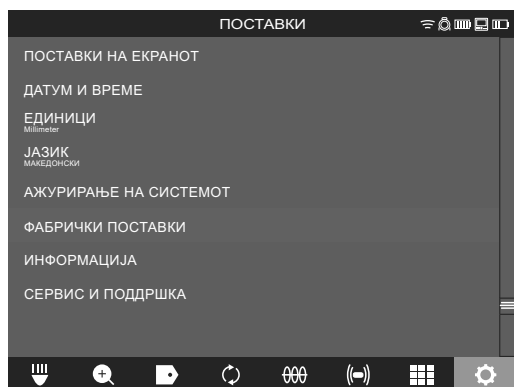 ПОСТАВКИ
ПОСТАВКИ НА ЕКРАНОТ
ДАТУМ И ВРЕМЕ
ЕДИНИЦИ
Millimeter
ЈАЗИК
МАКЕДОНСКИ
АЖУРИРАЊЕ НА СИСТЕМОТ
ФАБРИЧКИ ПОСТАВКИ
ИНФОРМАЦИЈА
СЕРВИС И ПОДДРШКА